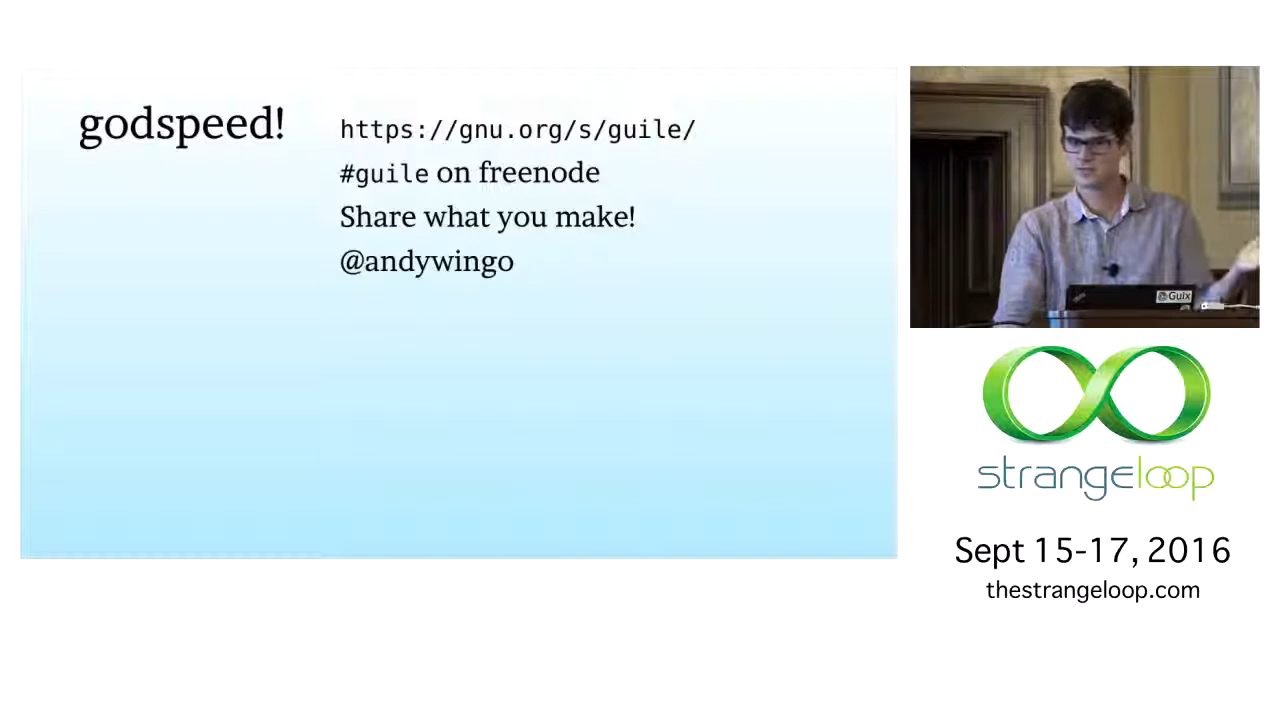 godspeed!
https://gnu.org/s/guile/
#guile on freenode
Share what you make!
@andywingo
Guix
strangeloop
Sept 15-17, 2016
thestrangeloop.com